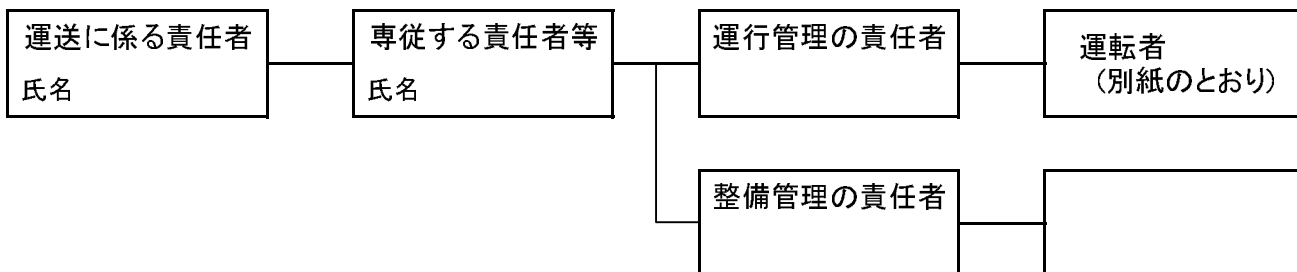 運送に係る責任者
氏名
専従する責任者等
氏名
運行管理の責任者
運転者
（別紙のとおり）
整備管理の責任者